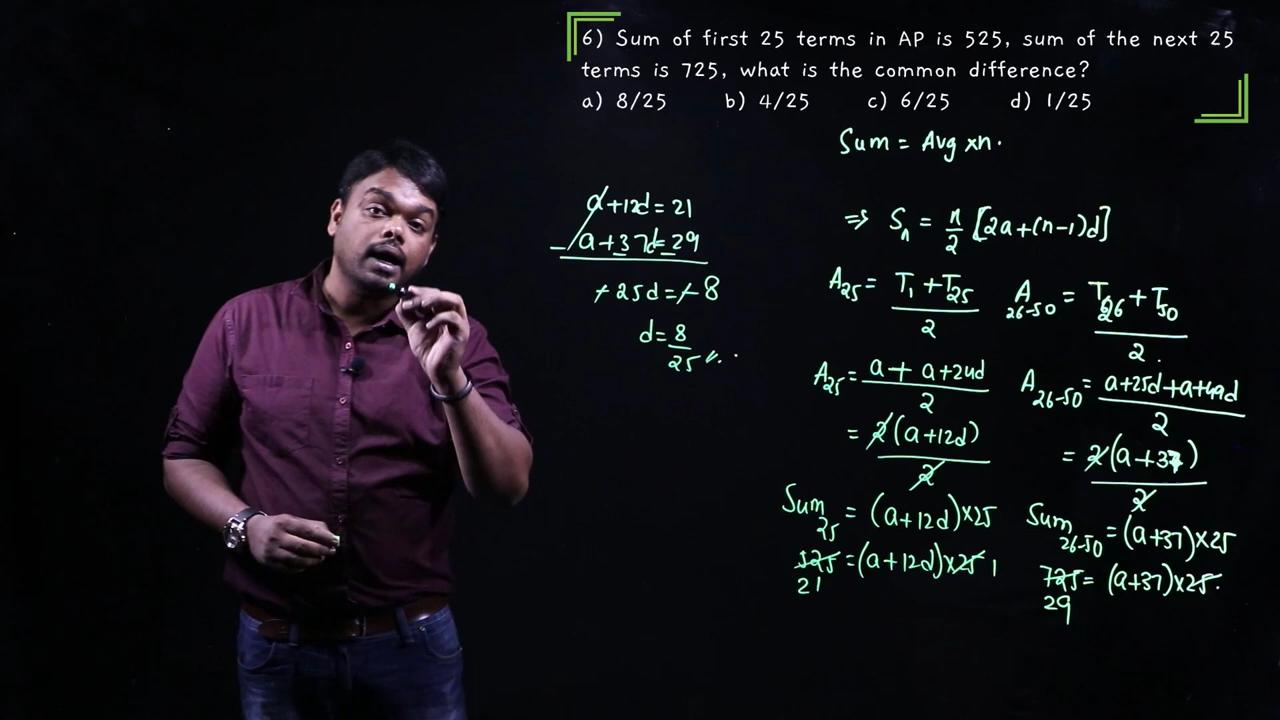 6) Sum of first 25 terms in AP is 525, sum of the next 25
terms is 725, what is the common difference?
a) 8/25 b) 4/25 c) 6/25 d) 1/25
Sum = Avg ×n.
⇒ Sn = n/2 [2a+(n-1)d]
A25 = T1 + T25 / 2
A26-50 = T26 + T50 / 2.
A25 = a + a+24d / 2
A26-50 = a+25d+a+49d / 2
= 2(a+12d) / 2
= 2(a+37) / 2
Sum25 = (a+12d)×25
Sum26-50 = (a+37)×25
525 = (a+12d)×25 1
21
725 = (a+37)×25.
29
a+12d = 21
- a+37d = 29
-25d = -8
d = 8/25